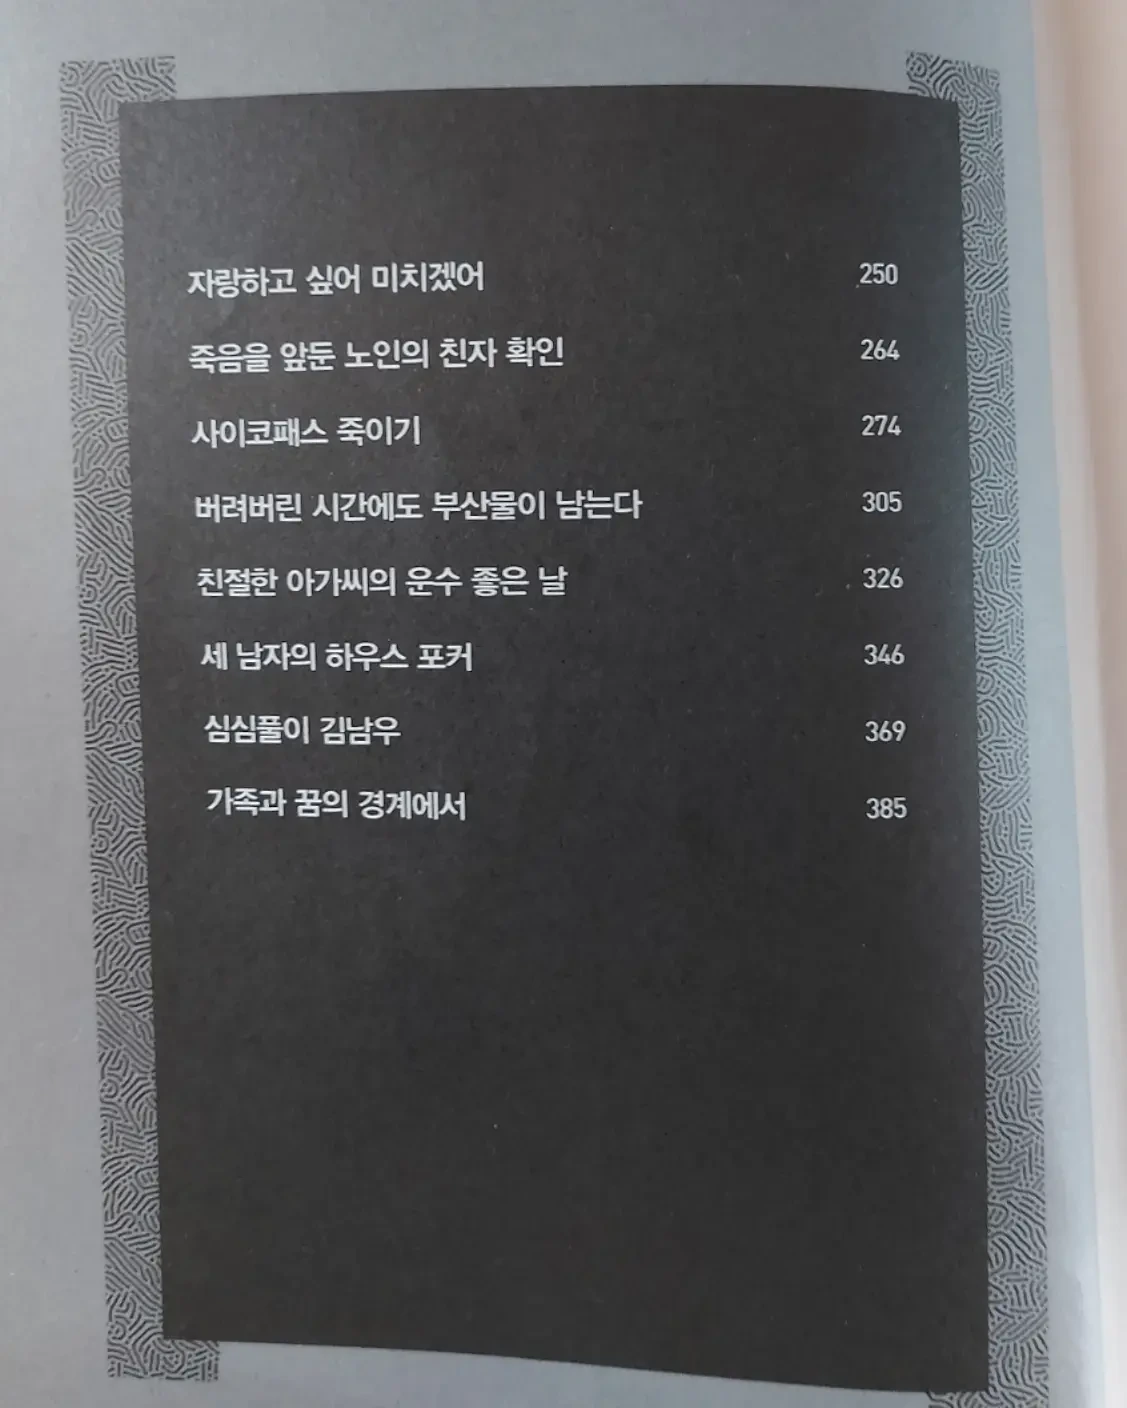 자랑하고 싶어 미치겠어 250
죽음을 앞둔 노인의 친자 확인 264
사이코패스 죽이기 274
버려버린 시간에도 부산물이 남는다 305
친절한 아가씨의 운수 좋은 날 326
세 남자의 하우스 포커 346
심심풀이 김남우 369
가족과 꿈의 경계에서 385